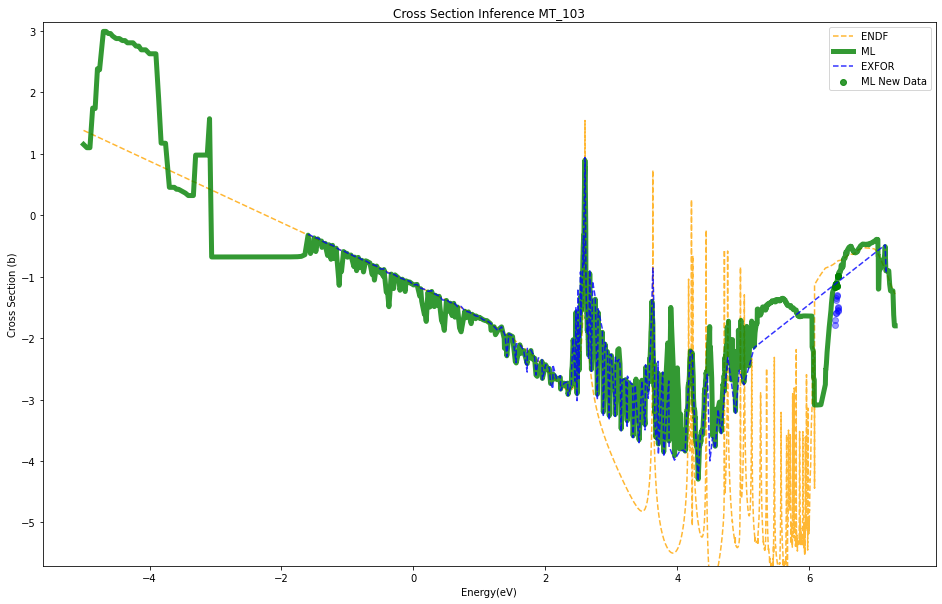 Cross Section Inference MT_103
ENDF
ML
EXFOR
ML New Data
Cross Section (b)
3
2
1
0
−1
−2
−3
−4
−5
−4
−2
0
2
4
6
Energy(eV)